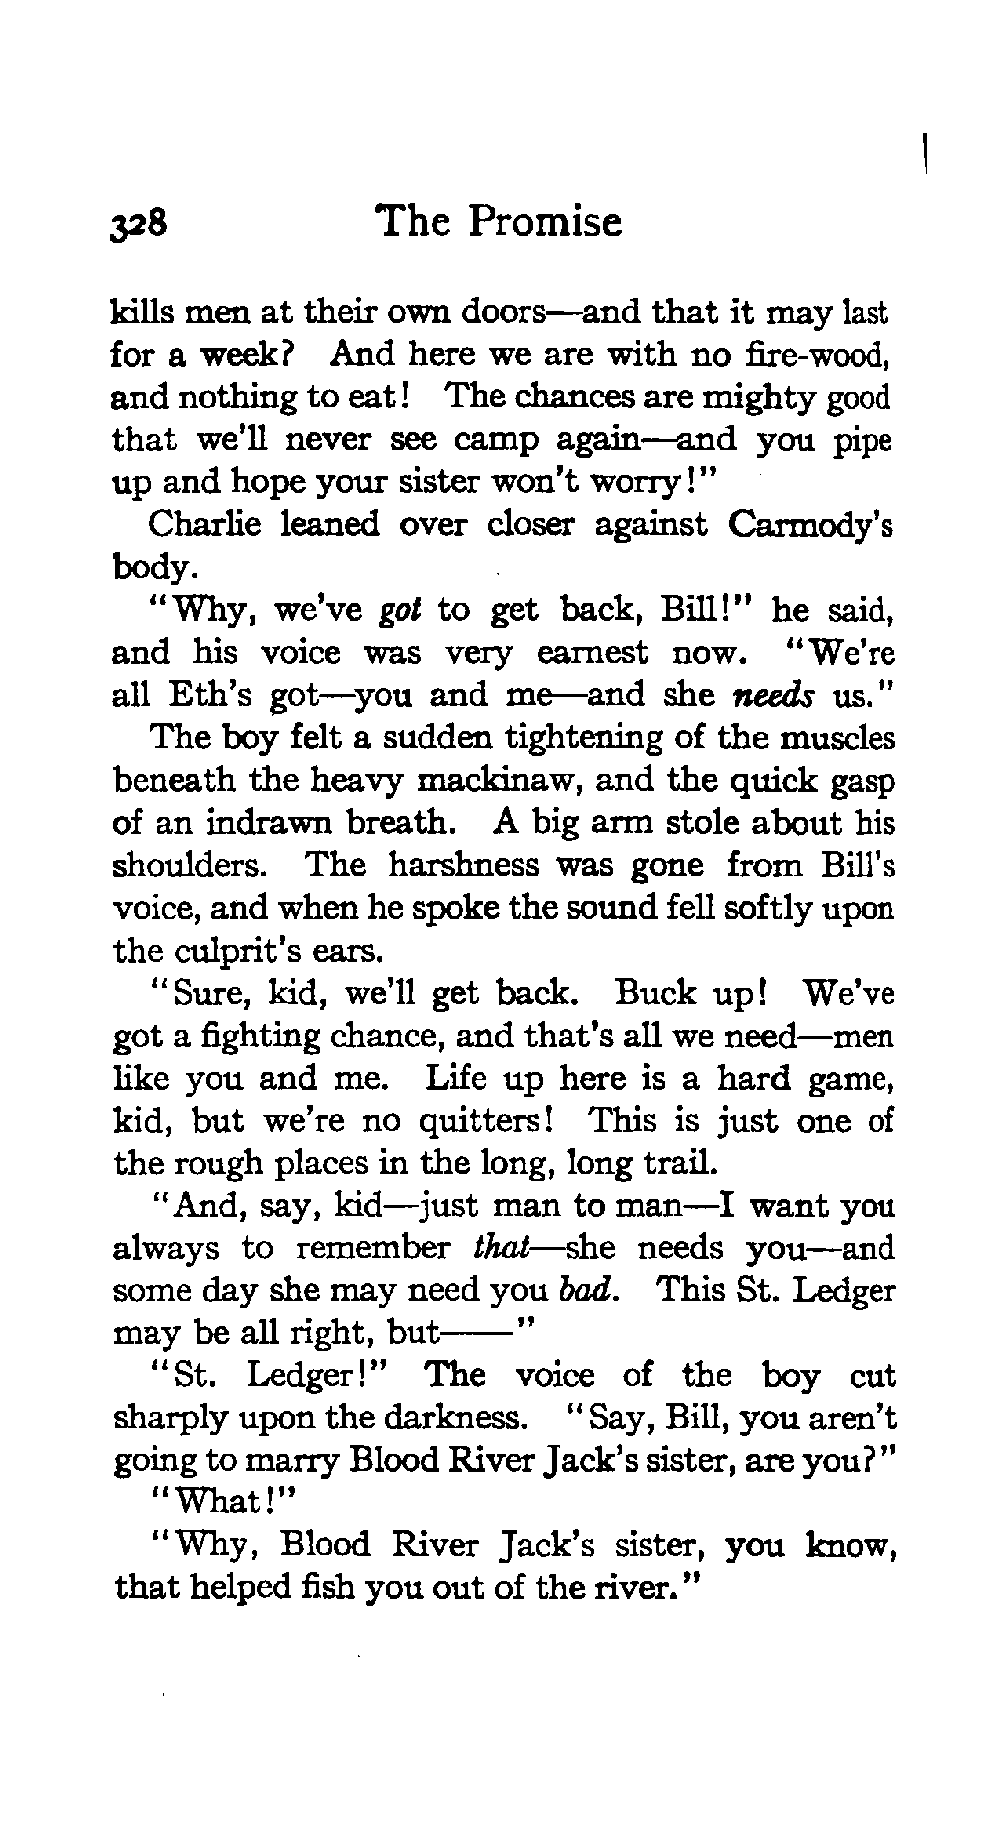 328 The Promise
kills men at their own doors—and that it may last
for a week? And here we are with no fire-wood,
and nothing to eat! The chances are mighty good
that we'll never see camp again—and you pipe
up and hope your sister won't worry!"
Charlie leaned over closer against Carmody's
body.
"Why, we've got to get back, Bill!" he said,
and his voice was very earnest now. "We're
all Eth's got—you and me—and she needs us."
The boy felt a sudden tightening of the muscles
beneath the heavy mackinaw, and the quick gasp
of an indrawn breath. A big arm stole about his
shoulders. The harshness was gone from Bill's
voice, and when he spoke the sound fell softly upon
the culprit's ears.
"Sure, kid, we'll get back. Buck up! We've
got a fighting chance, and that's all we need—men
like you and me. Life up here is a hard game,
kid, but we're no quitters! This is just one of
the rough places in the long, long trail.
"And, say, kid—just man to man—I want you
always to remember that—she needs you—and
some day she may need you bad. This St. Ledger
may be all right, but——"
"St. Ledger!" The voice of the boy cut
sharply upon the darkness. "Say, Bill, you aren't
going to marry Blood River Jack's sister, are you?"
"What!"
"Why, Blood River Jack's sister, you know,
that helped fish you out of the river."